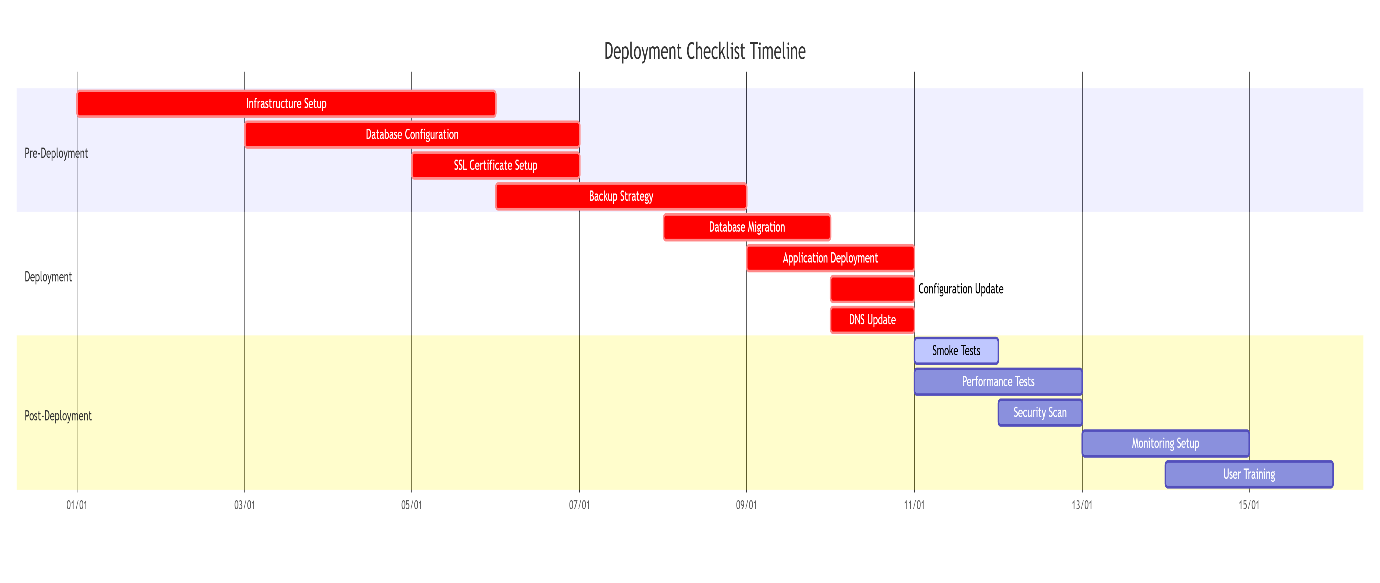 Deployment Checklist Timeline
Infrastructure Setup
Database Configuration
Pre-Deployment
SSL Certificate Setup
Backup Strategy
Database Migration
Application Deployment
Deployment
Configuration Update
DNS Update
Smoke Tests
Performance Tests
Security Scan
Post-Deployment
Monitoring Setup
User Training
01/01 03/01 05/01 07/01 09/01 11/01 13/01 15/01